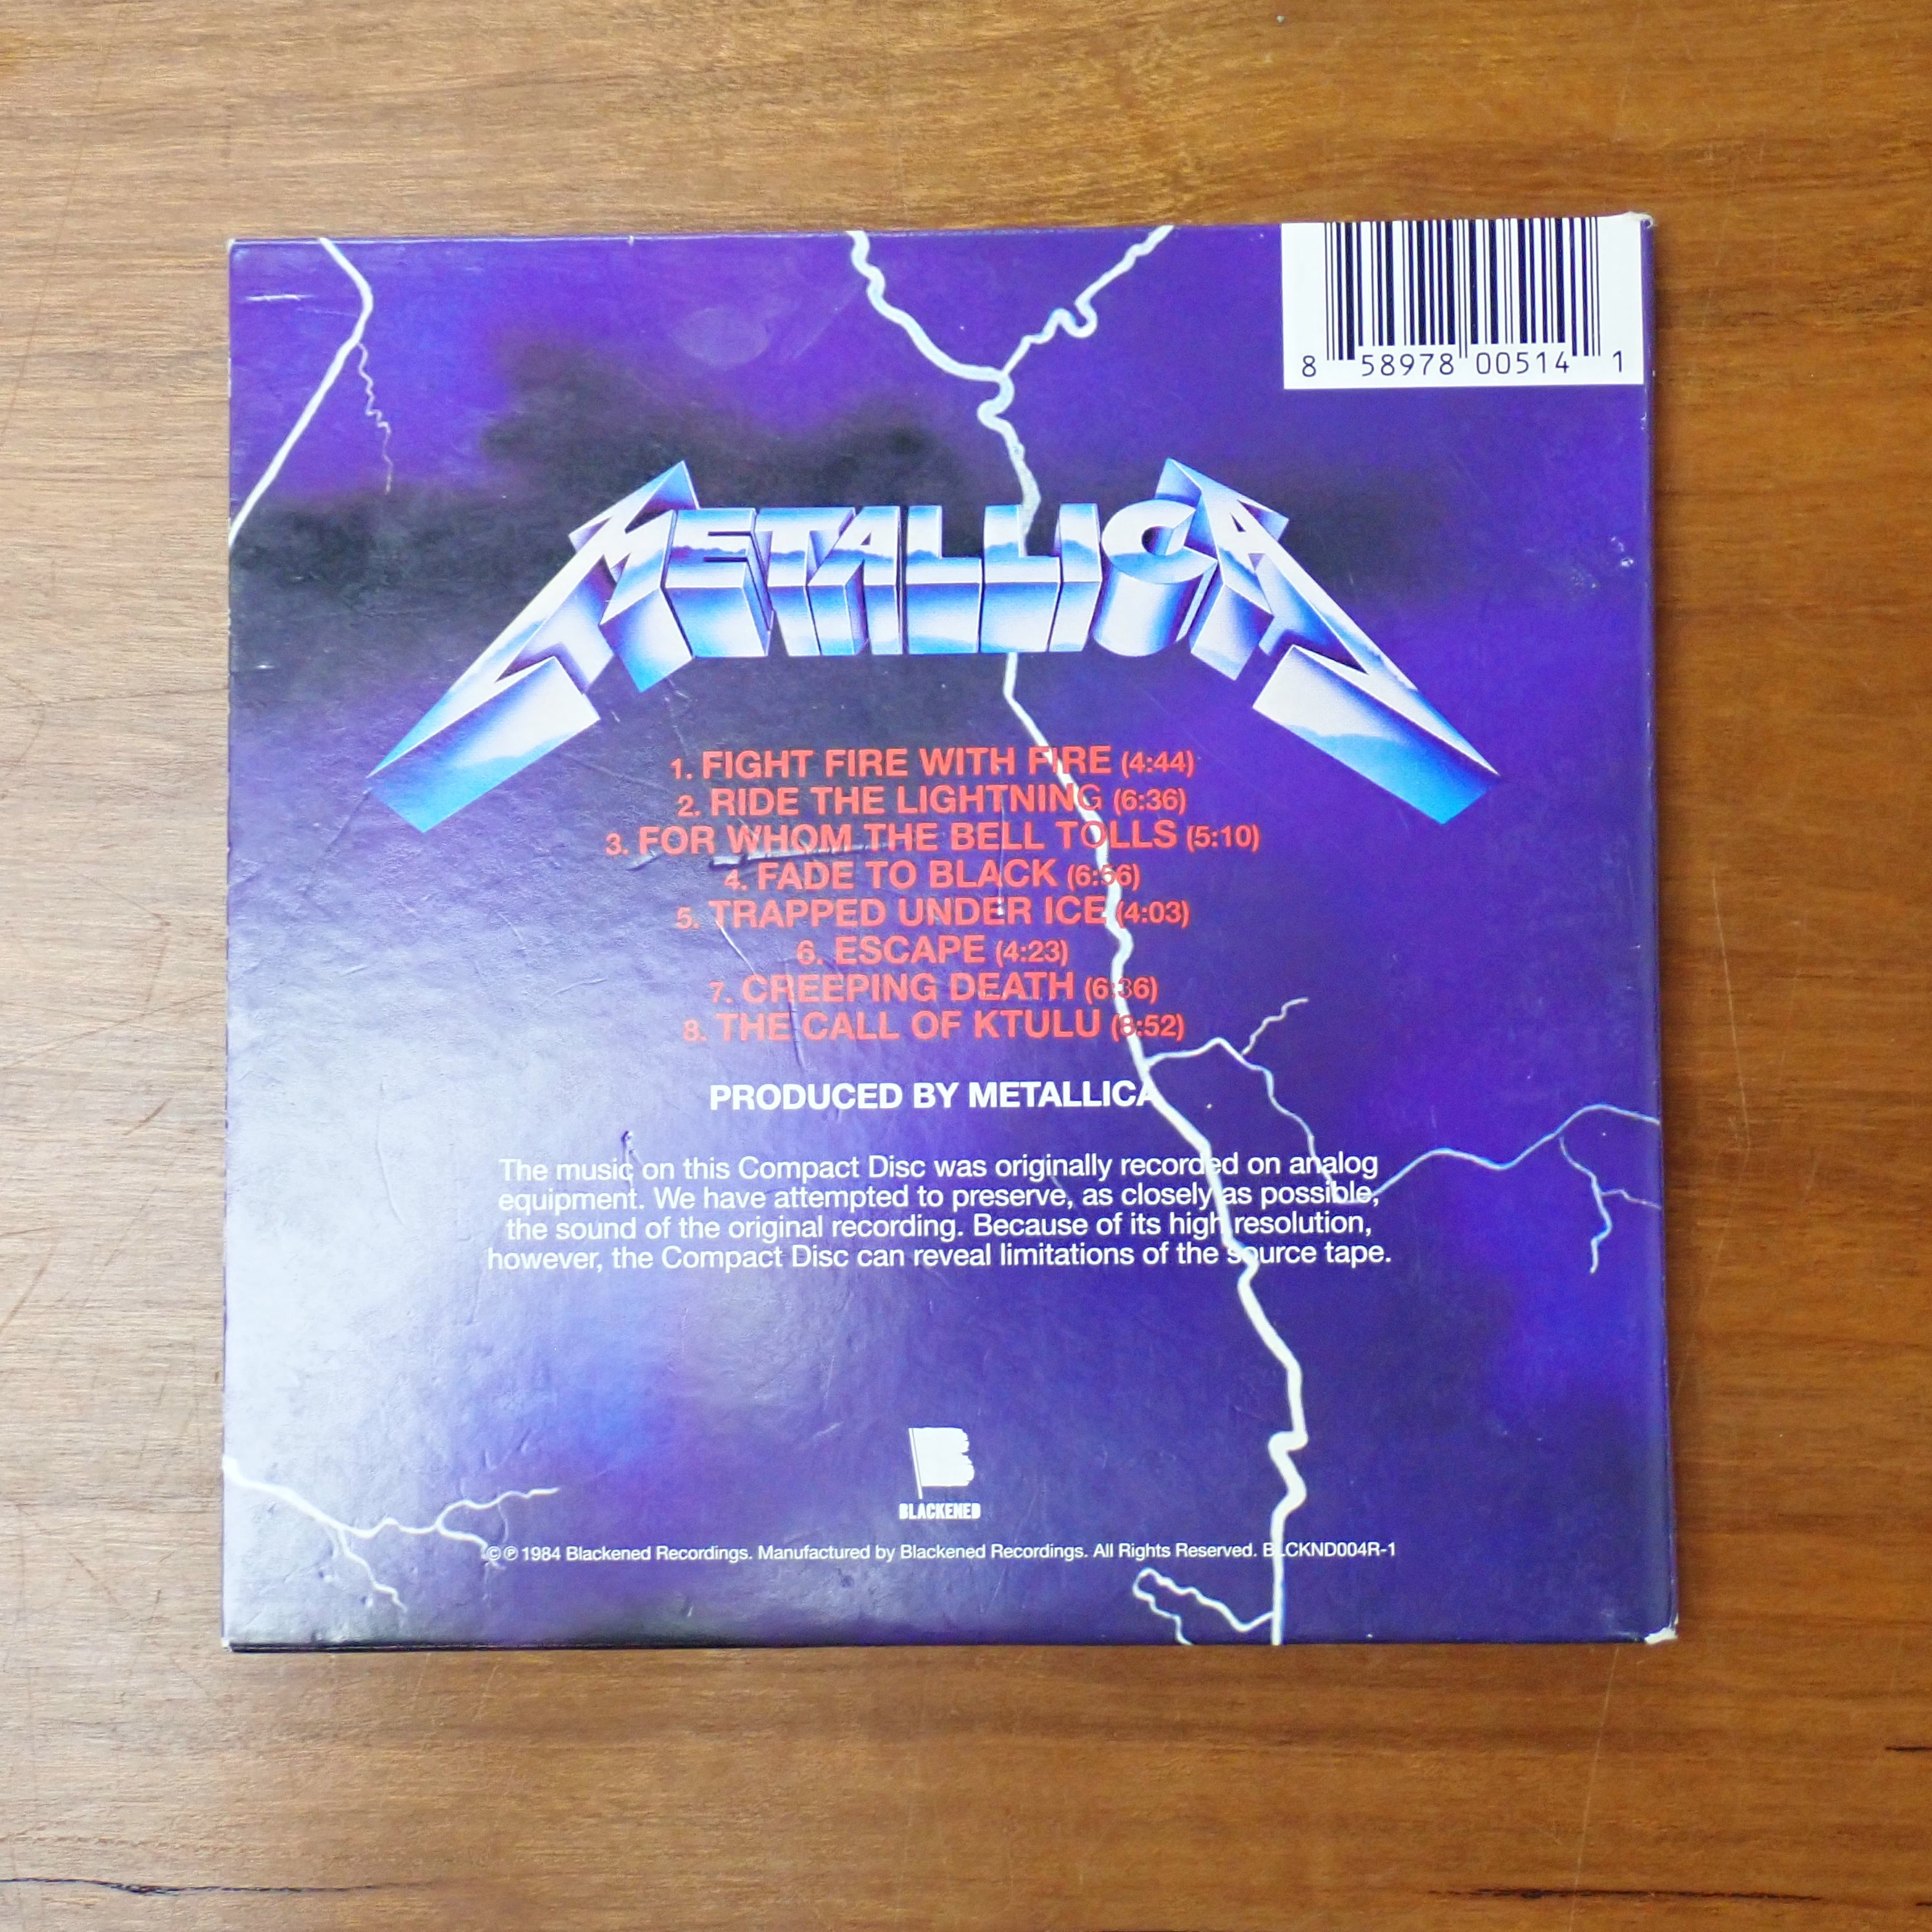 8 58978 00514 1
METALLICA
1. FIGHT FIRE WITH FIRE (4:44)
2. RIDE THE LIGHTNING (6:36)
3. FOR WHOM THE BELL TOLLS (5:10)
4. FADE TO BLACK (6:56)
5. TRAPPED UNDER ICE (4:03)
6. ESCAPE (4:23)
7. CREEPING DEATH (6:36)
8. THE CALL OF KTULU (8:52)
PRODUCED BY METALLICA
The music on this Compact Disc was originally recorded on analog
equipment. We have attempted to preserve, as closely as possible,
the sound of the original recording. Because of its high resolution,
however, the Compact Disc can reveal limitations of the source tape.
B
BLACKENED
©℗1984 Blackened Recordings. Manufactured by Blackened Recordings. All Rights Reserved. BLCKND004R-1